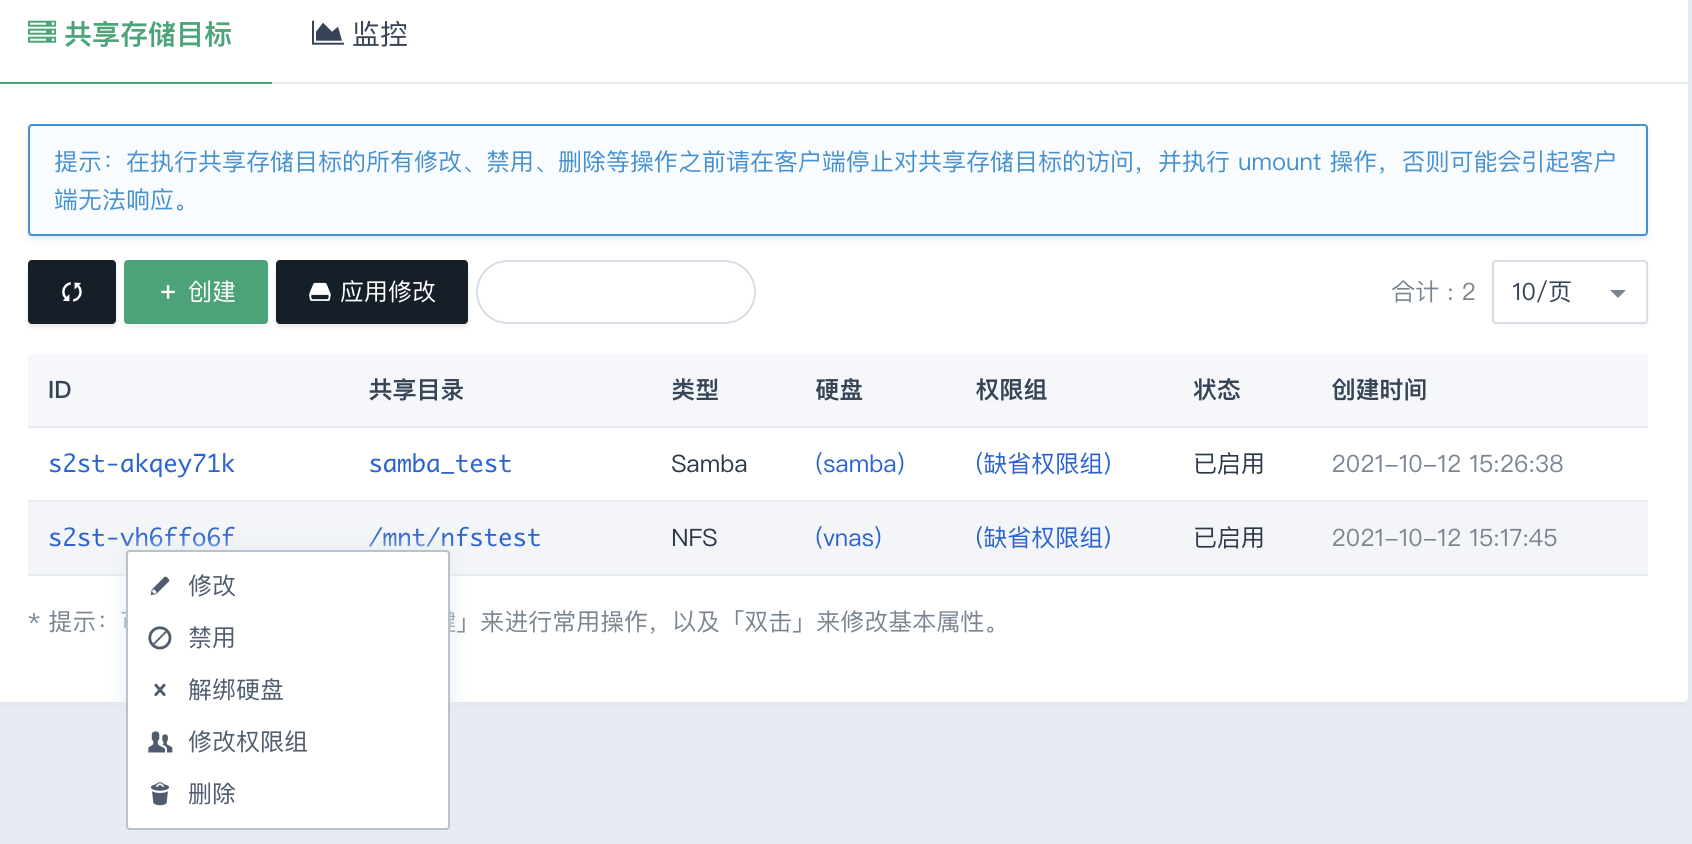 共享存储目标 监控
提示：在执行共享存储目标的所有修改、禁用、删除等操作之前请在客户端停止对共享存储目标的访问，并执行 umount 操作，否则可能会引起客户
端无法响应。
+ 创建 应用修改 合计：2 10/页
ID 共享目录 类型 硬盘 权限组 状态 创建时间
s2st-akqey71k samba_test Samba (samba) (缺省权限组) 已启用 2021-10-12 15:26:38
s2st-vh6ffo6f /mnt/nfstest NFS (vnas) (缺省权限组) 已启用 2021-10-12 15:17:45
* 提示： 」来进行常用操作，以及「双击」来修改基本属性。
修改
禁用
解绑硬盘
修改权限组
删除